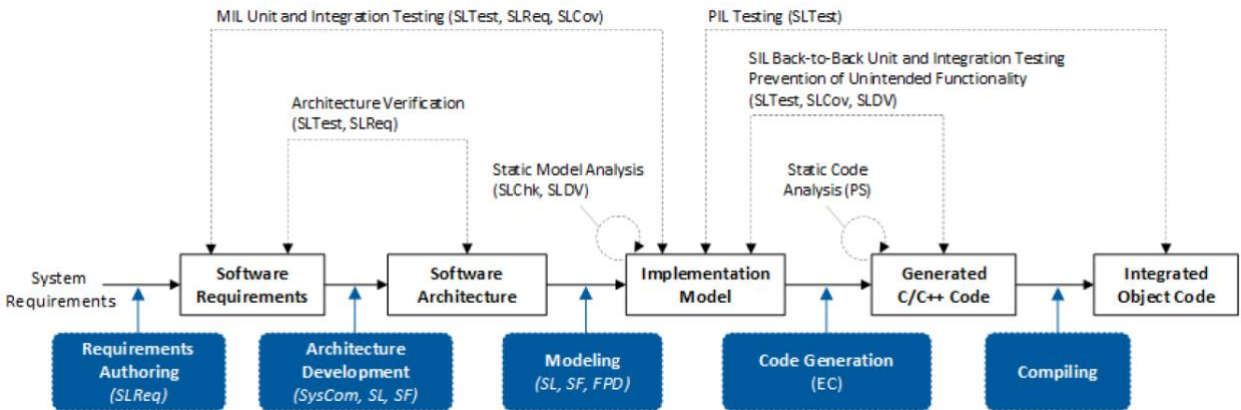 MIL Unit and Integration Testing (SLTest, SLReq, SLCov)
PIL Testing (SLTest)
SIL Back-to-Back Unit and Integration Testing
Prevention of Unintended Functionality
(SLTest, SLCov, SLDV)
Architecture Verification
(SLTest, SLReq)
Static Model Analysis
(SLChk, SLDV)
Static Code
Analysis (PS)
System
Requirements
Software
Requirements
Software
Architecture
Implementation
Model
Generated
C/C++ Code
Integrated
Object Code
Requirements
Authoring
(SLReq)
Architecture
Development
(SysCom, SL, SF)
Modeling
(SL, SF, FPD)
Code Generation
(EC)
Compiling